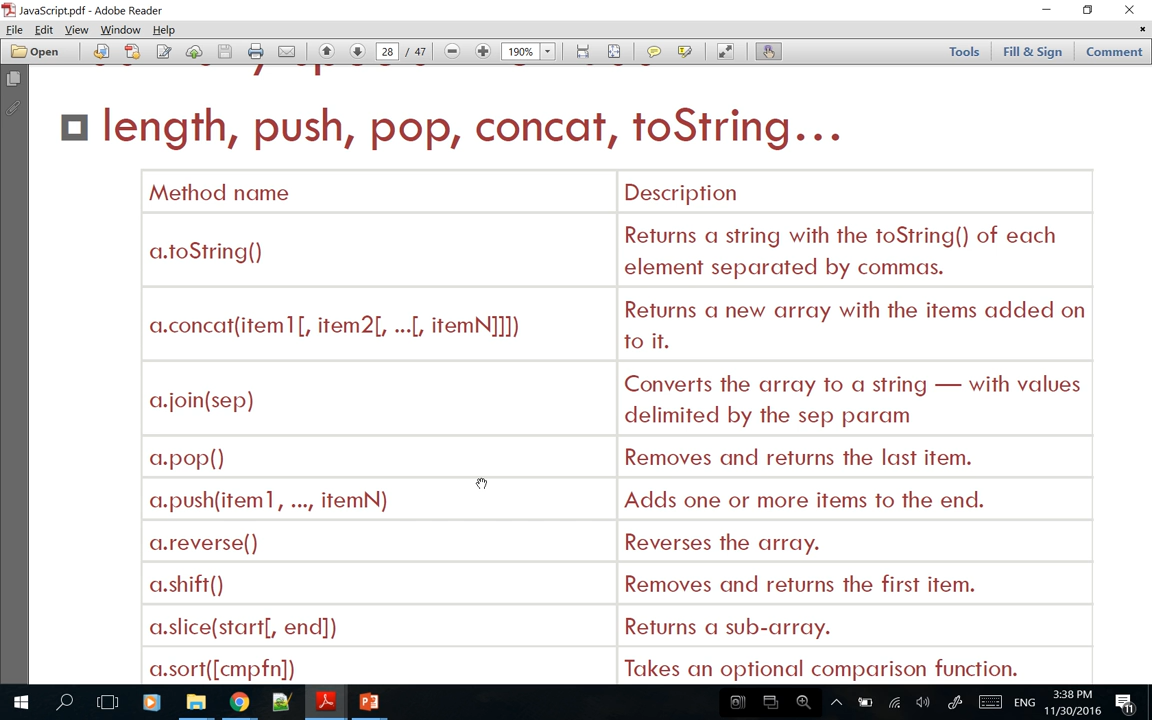 JavaScript.pdf - Adobe Reader
File Edit View Window Help
Open 28 / 47 190% Tools Fill & Sign Comment
length, push, pop, concat, toString...
Method name Description
a.toString() Returns a string with the toString() of each
element separated by commas.
a.concat(item1[, item2[, ...[, itemN]]]) Returns a new array with the items added on
to it.
a.join(sep) Converts the array to a string — with values
delimited by the sep param
a.pop() Removes and returns the last item.
a.push(item1, ..., itemN) Adds one or more items to the end.
a.reverse() Reverses the array.
a.shift() Removes and returns the first item.
a.slice(start[, end]) Returns a sub-array.
a.sort([cmpfn]) Takes an optional comparison function.
ENG 3:38 PM
11/30/2016 11